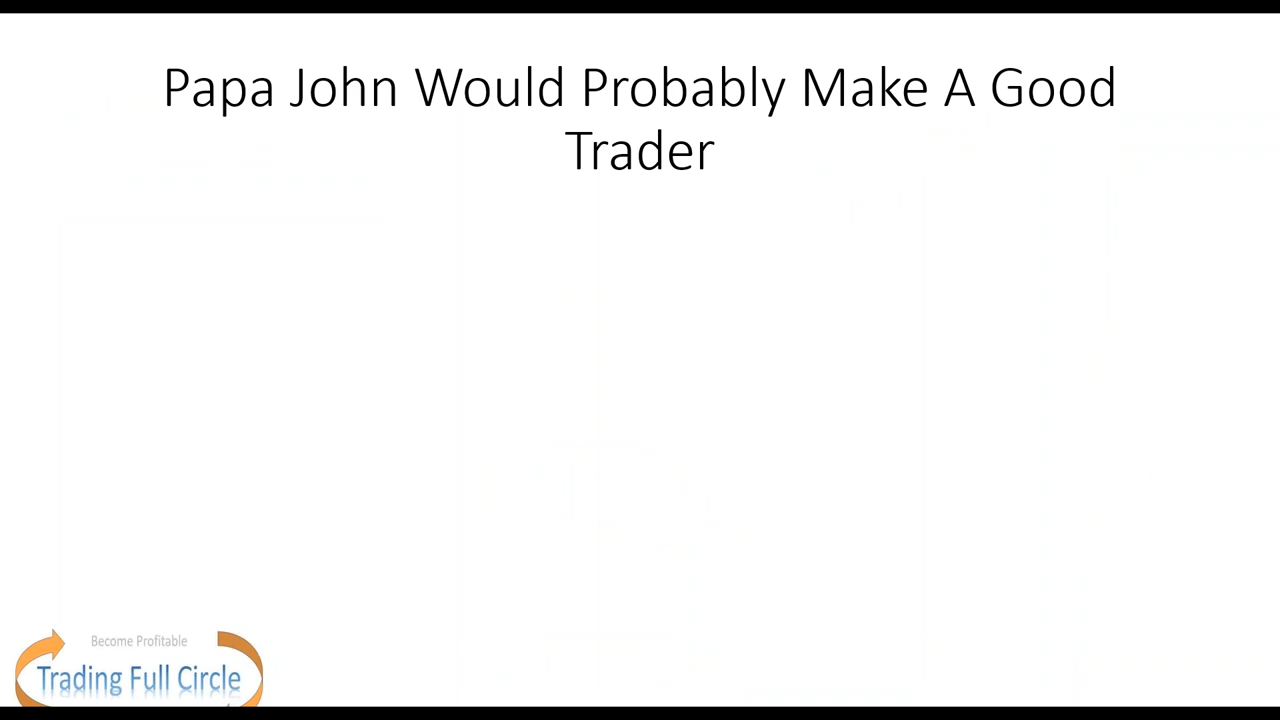 Papa John Would Probably Make A Good
Trader
Become Profitable
Trading Full Circle